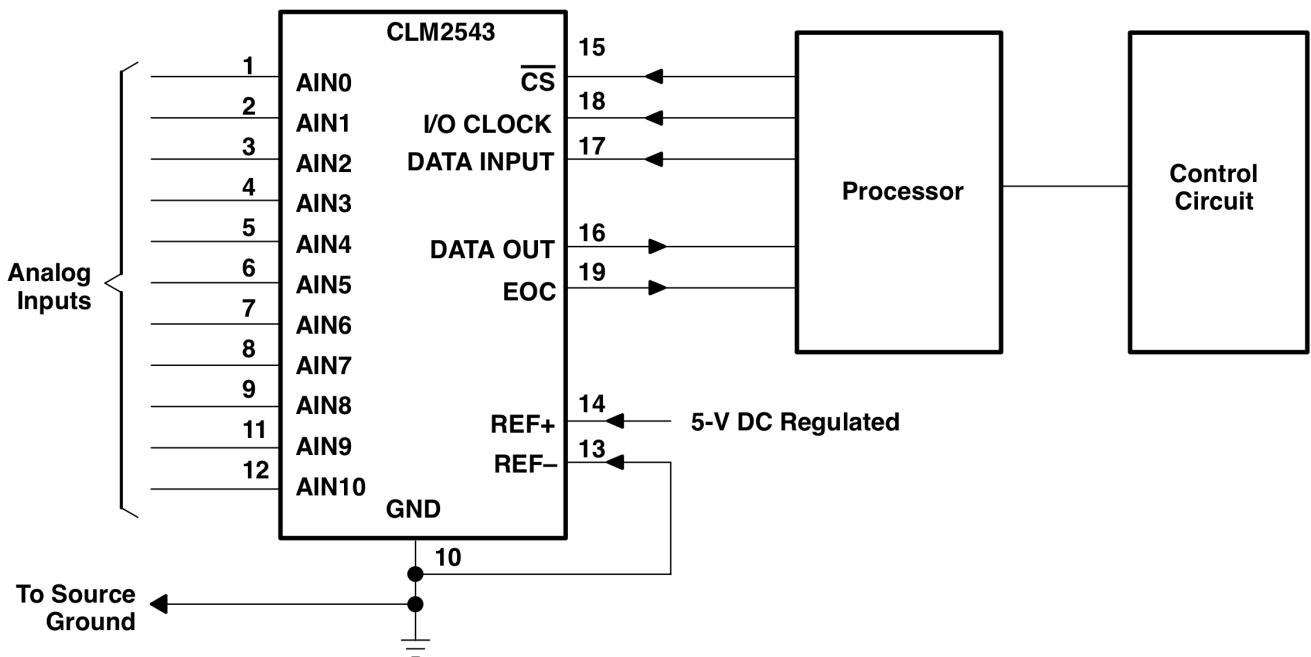 CLM2543
1
AIN0
2
AIN1
3
AIN2
4
AIN3
5
AIN4
6
AIN5
7
AIN6
8
AIN7
9
AIN8
11
AIN9
12
AIN10
Analog
Inputs
15
CS
18
I/O CLOCK
17
DATA INPUT
16
DATA OUT
19
EOC
14
REF+
5-V DC Regulated
13
REF–
GND
10
To Source
Ground
Processor
Control
Circuit